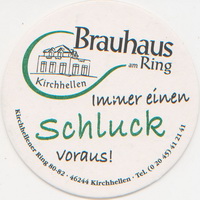 Brauhaus
am Ring
Kirchhellen
Immer einen
Schluck
voraus!
Kirchhellener Ring 80-82 · 46244 Kirchhellen · Tel. (0 20 45) 41 21 41